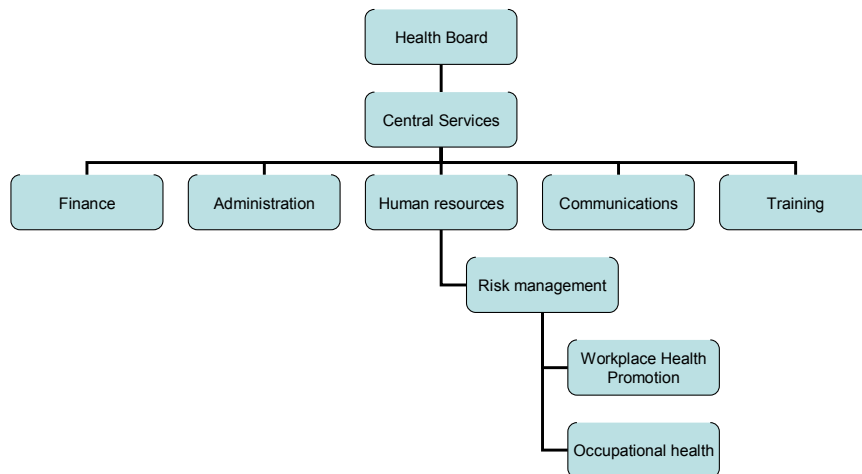 Health Board
Central Services
Finance
Administration
Human resources
Communications
Training
Risk management
Workplace Health
Promotion
Occupational health